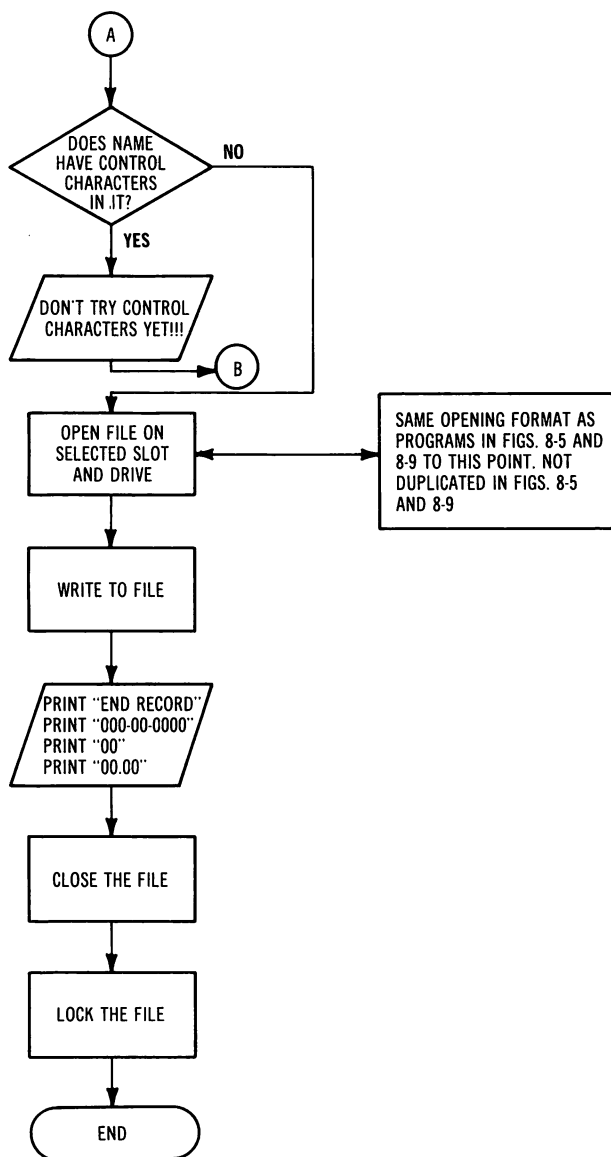 A
DOES NAME
HAVE CONTROL
CHARACTERS
IN IT?
NO
YES
DON'T TRY CONTROL
CHARACTERS YET!!!
B
OPEN FILE ON
SELECTED SLOT
AND DRIVE
SAME OPENING FORMAT AS
PROGRAMS IN FIGS. 8-5 AND
8-9 TO THIS POINT. NOT
DUPLICATED IN FIGS. 8-5
AND 8-9
WRITE TO FILE
PRINT "END RECORD"
PRINT "000-00-0000"
PRINT "00"
PRINT "00.00"
CLOSE THE FILE
LOCK THE FILE
END